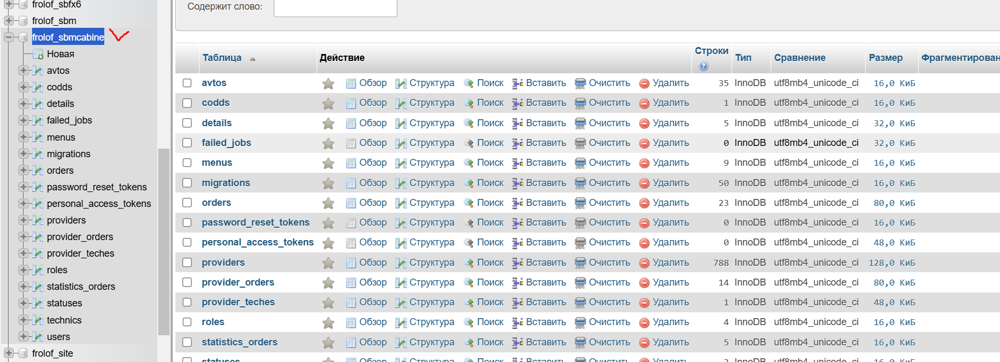 frolof_sbfx6
frolof_sbm
frolof_sbmcabine
Новая
avtos
codds
details
failed_jobs
menus
migrations
orders
password_reset_tokens
personal_access_tokens
providers
provider_orders
provider_teches
roles
statistics_orders
statuses
technics
users
frolof_site
Содержит слово:
Таблица Действие Строки Тип Сравнение Размер Фрагментирован
avtos Обзор Структура Поиск Вставить Очистить Удалить 35 InnoDB utf8mb4_unicode_ci 16,0 КиБ
codds Обзор Структура Поиск Вставить Очистить Удалить 1 InnoDB utf8mb4_unicode_ci 16,0 КиБ
details Обзор Структура Поиск Вставить Очистить Удалить 5 InnoDB utf8mb4_unicode_ci 32,0 КиБ
failed_jobs Обзор Структура Поиск Вставить Очистить Удалить 0 InnoDB utf8mb4_unicode_ci 32,0 КиБ
menus Обзор Структура Поиск Вставить Очистить Удалить 9 InnoDB utf8mb4_unicode_ci 16,0 КиБ
migrations Обзор Структура Поиск Вставить Очистить Удалить 50 InnoDB utf8mb4_unicode_ci 16,0 КиБ
orders Обзор Структура Поиск Вставить Очистить Удалить 23 InnoDB utf8mb4_unicode_ci 80,0 КиБ
password_reset_tokens Обзор Структура Поиск Вставить Очистить Удалить 0 InnoDB utf8mb4_unicode_ci 16,0 КиБ
personal_access_tokens Обзор Структура Поиск Вставить Очистить Удалить 0 InnoDB utf8mb4_unicode_ci 48,0 КиБ
providers Обзор Структура Поиск Вставить Очистить Удалить 788 InnoDB utf8mb4_unicode_ci 128,0 КиБ
provider_orders Обзор Структура Поиск Вставить Очистить Удалить 14 InnoDB utf8mb4_unicode_ci 80,0 КиБ
provider_teches Обзор Структура Поиск Вставить Очистить Удалить 1 InnoDB utf8mb4_unicode_ci 48,0 КиБ
roles Обзор Структура Поиск Вставить Очистить Удалить 4 InnoDB utf8mb4_unicode_ci 16,0 КиБ
statistics_orders Обзор Структура Поиск Вставить Очистить Удалить 5 InnoDB utf8mb4_unicode_ci 16,0 КиБ
statuses Обзор Структура Поиск Вставить Очистить Удалить InnoDB utf8mb4_unicode_ci 16,0 КиБ